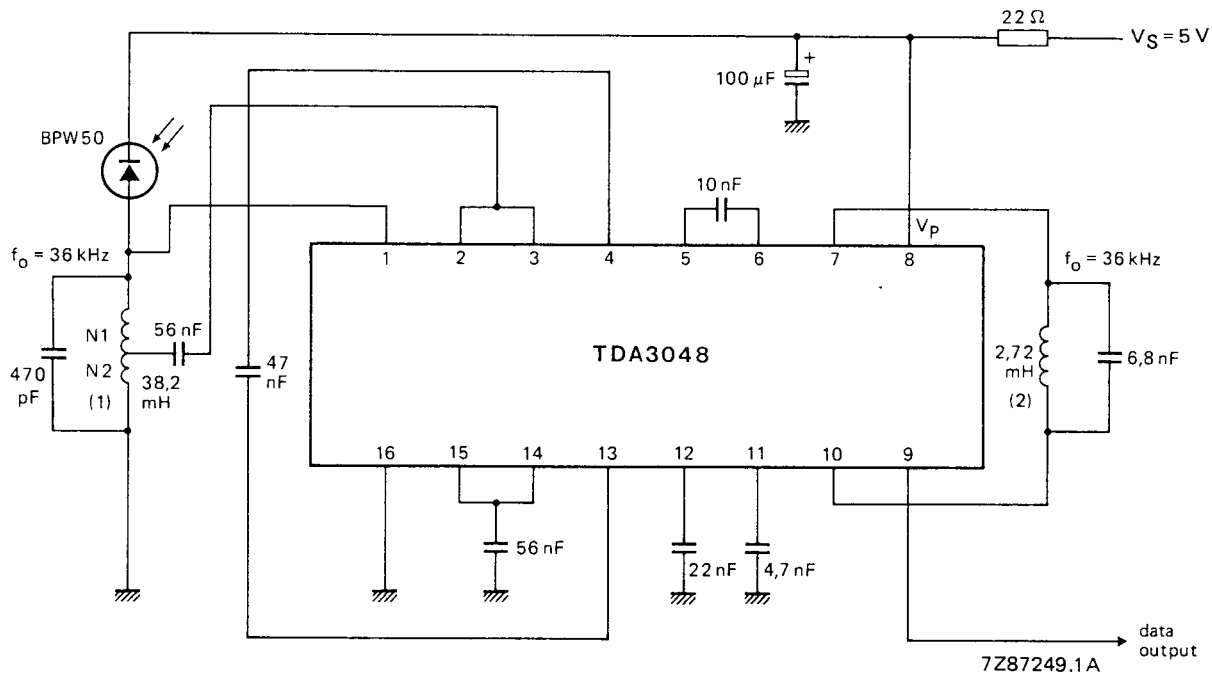 22 Ω
V_S = 5 V
+
100 µF
BPW50
10 nF
V_P
1 2 3 4 5 6 7 8
f_o = 36 kHz
f_o = 36 kHz
N1
56 nF
N2
(1)
38,2
mH
470
pF
47
nF
TDA3048
2,72
mH
(2)
6,8 nF
16 15 14 13 12 11 10 9
56 nF
22 nF
4,7 nF
data
output
7Z87249.1A